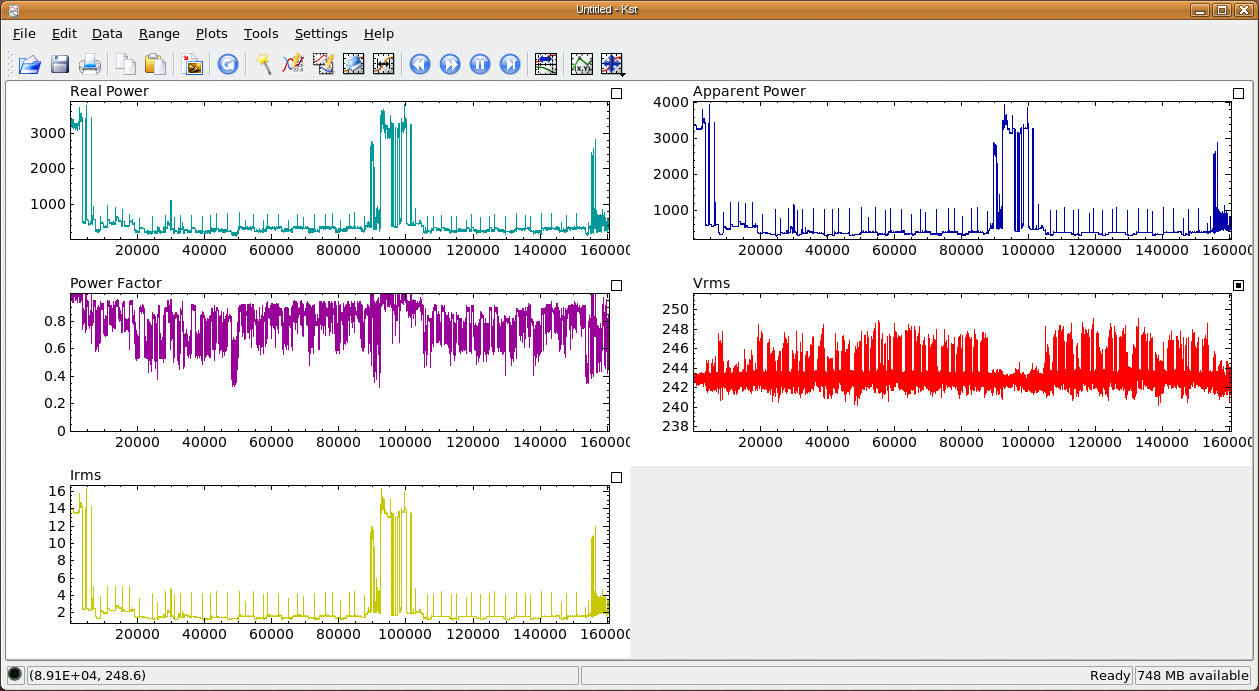 Untitled - Kst
File Edit Data Range Plots Tools Settings Help
Real Power
3000
2000
1000
20000 40000 60000 80000 100000 120000 140000 160000
Apparent Power
4000
3000
2000
1000
20000 40000 60000 80000 100000 120000 140000 160000
Power Factor
0.8
0.6
0.4
0.2
0
20000 40000 60000 80000 100000 120000 140000 160000
Vrms
250
248
246
244
242
240
238
20000 40000 60000 80000 100000 120000 140000 160000
Irms
16
14
12
10
8
6
4
2
20000 40000 60000 80000 100000 120000 140000 160000
(8.91E+04, 248.6) Ready 748 MB available